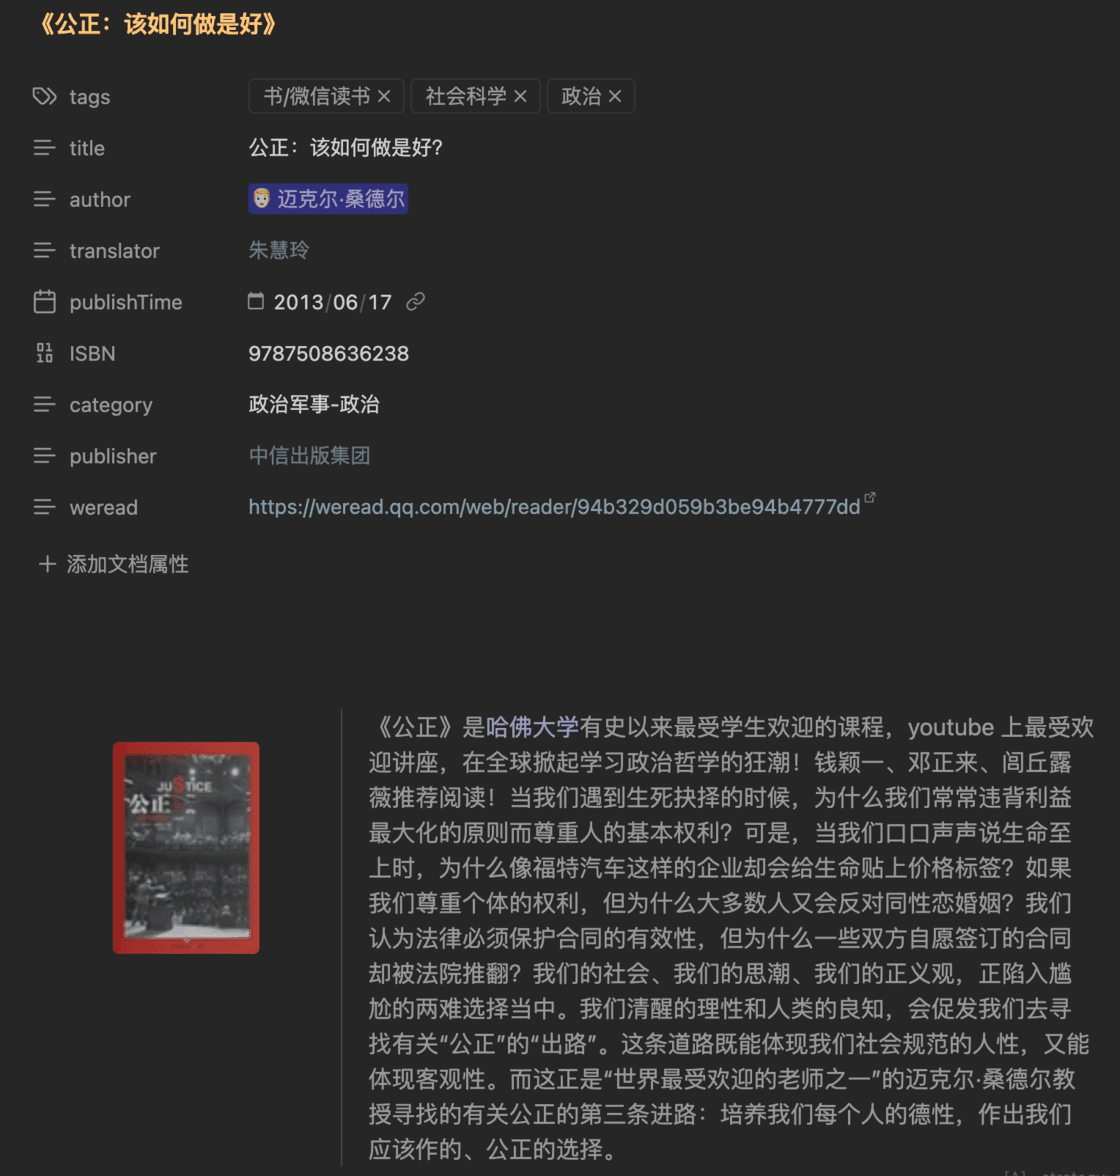 《公正：该如何做是好》
tags 书/微信读书 × 社会科学 × 政治 ×
title 公正：该如何做是好？
author 迈克尔·桑德尔
translator 朱慧玲
publishTime 2013/06/17
ISBN 9787508636238
category 政治军事-政治
publisher 中信出版集团
weread https://weread.qq.com/web/reader/94b329d059b3be94b4777dd
+ 添加文档属性
JUSTICE
公正
《公正》是哈佛大学有史以来最受学生欢迎的课程，youtube 上最受欢
迎讲座，在全球掀起学习政治哲学的狂潮！钱颖一、邓正来、闾丘露
薇推荐阅读！当我们遇到生死抉择的时候，为什么我们常常违背利益
最大化的原则而尊重人的基本权利？可是，当我们口口声声说生命至
上时，为什么像福特汽车这样的企业却会给生命贴上价格标签？如果
我们尊重个体的权利，但为什么大多数人又会反对同性恋婚姻？我们
认为法律必须保护合同的有效性，但为什么一些双方自愿签订的合同
却被法院推翻？我们的社会、我们的思潮、我们的正义观，正陷入尴
尬的两难选择当中。我们清醒的理性和人类的良知，会促发我们去寻
找有关“公正”的“出路”。这条道路既能体现我们社会规范的人性，又能
体现客观性。而这正是“世界最受欢迎的老师之一”的迈克尔·桑德尔教
授寻找的有关公正的第三条进路：培养我们每个人的德性，作出我们
应该作的、公正的选择。